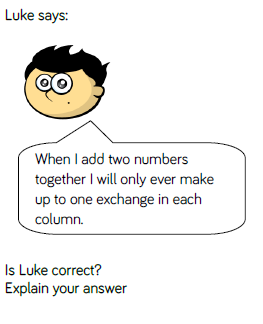 Luke says:
When I add two numbers
together I will only ever make
up to one exchange in each
column.
Is Luke correct?
Explain your answer